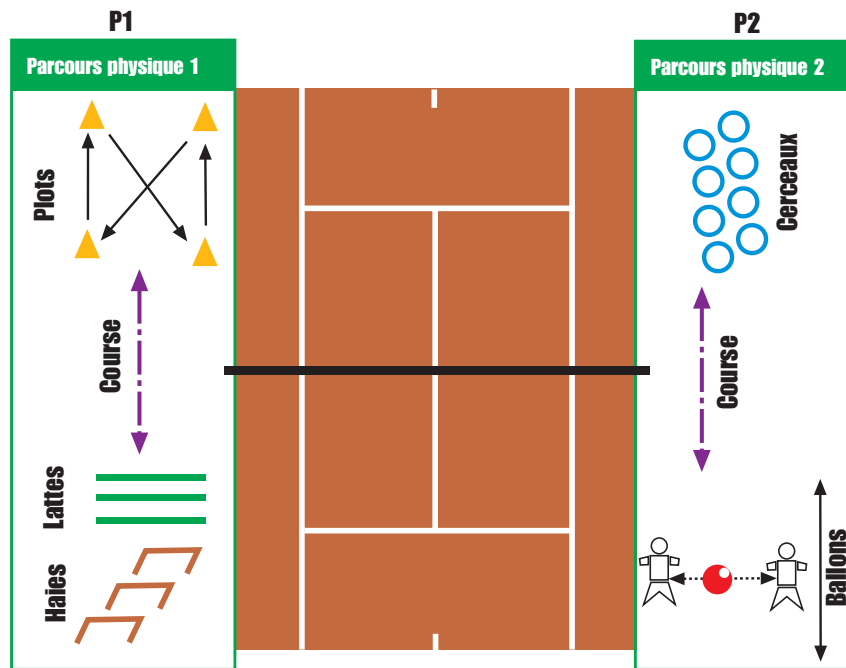 P1
Parcours physique 1
Plots
Course
Lattes
Haies
P2
Parcours physique 2
Cerceaux
Course
Ballons